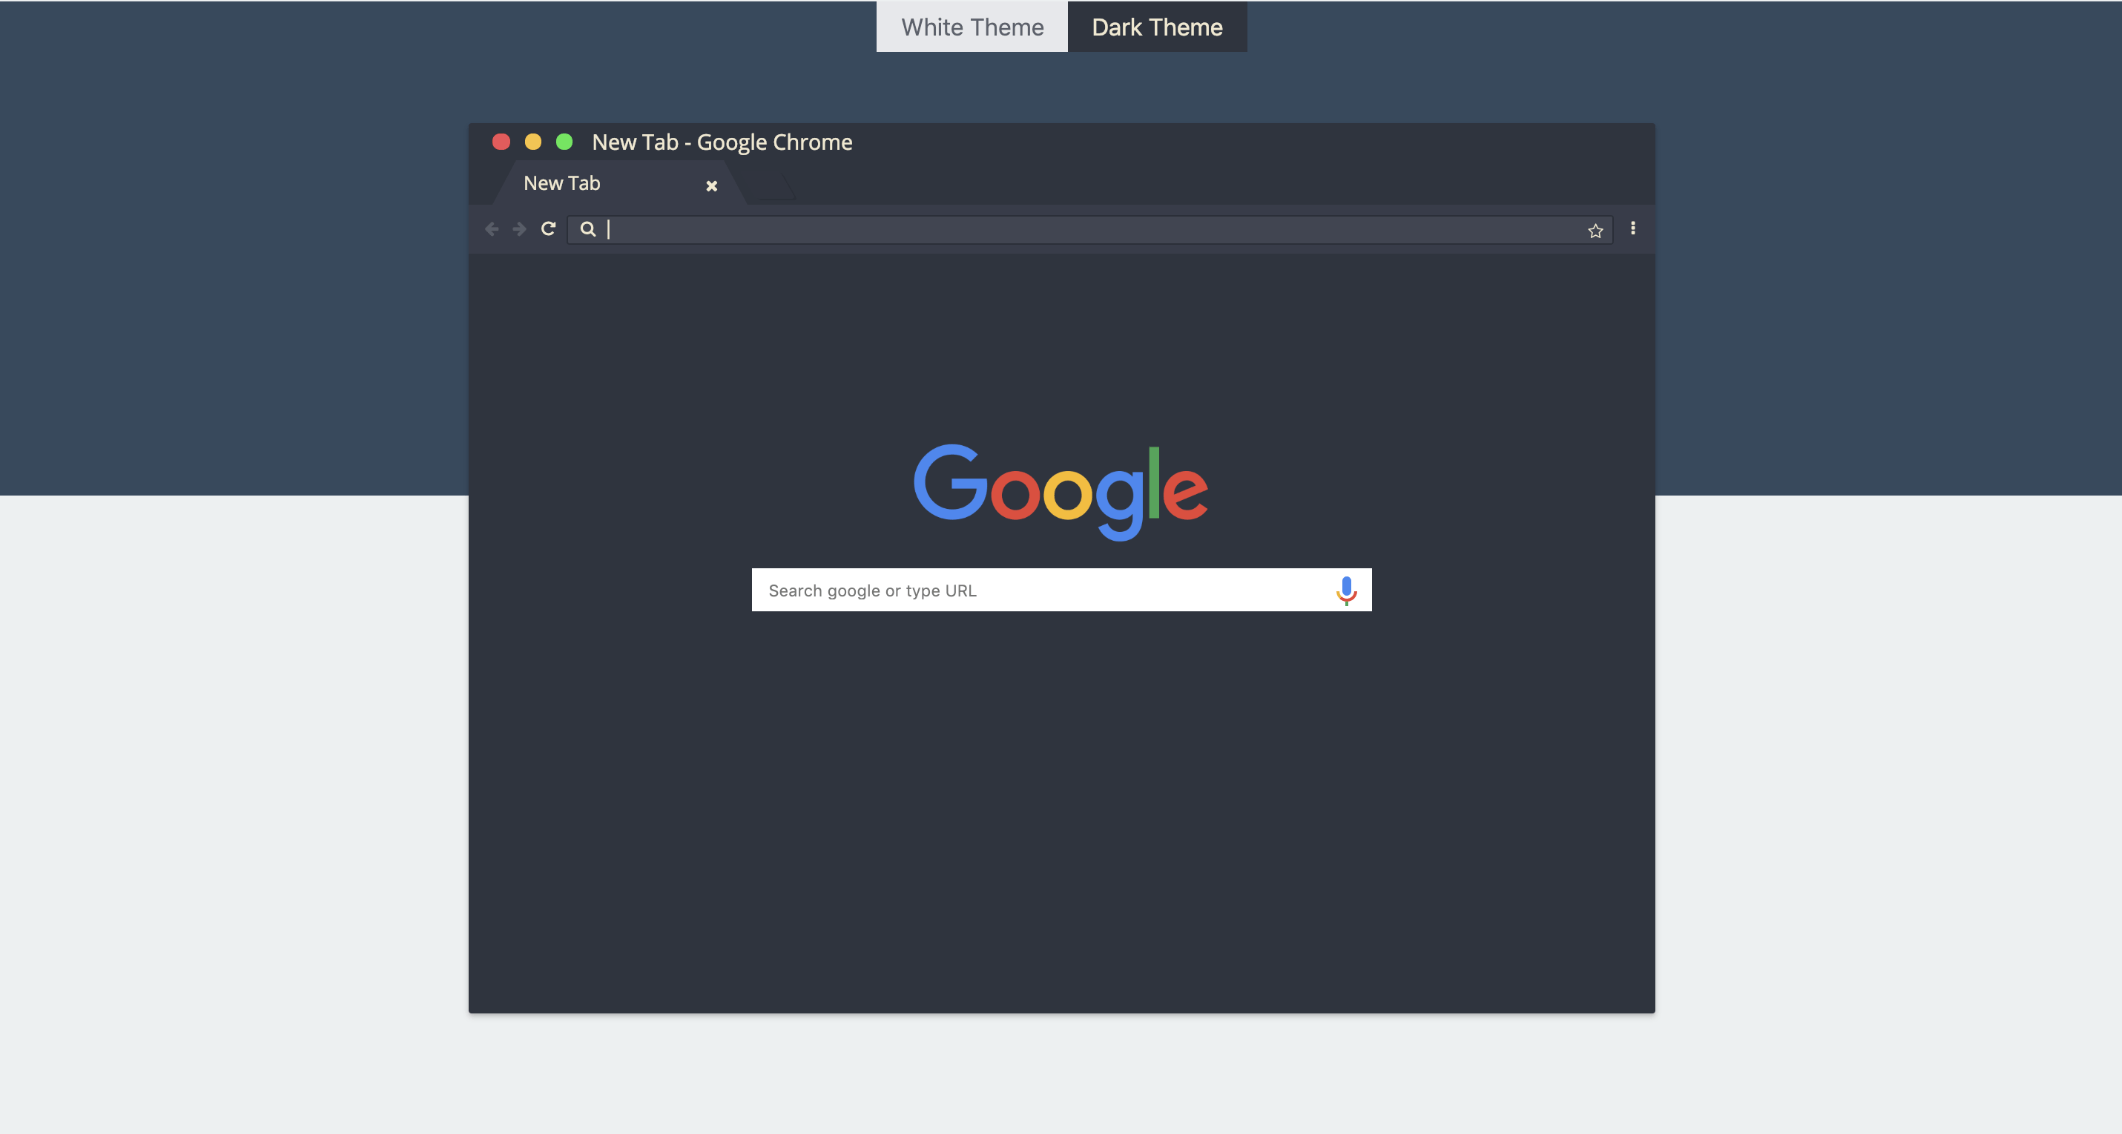 White Theme
Dark Theme
New Tab - Google Chrome
New Tab
Google
Search google or type URL